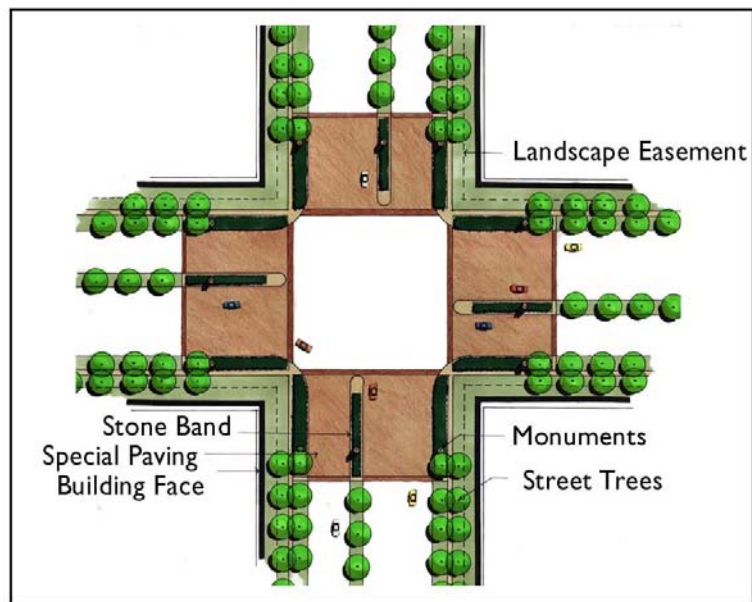 Landscape Easement
Stone Band
Special Paving
Building Face
Monuments
Street Trees